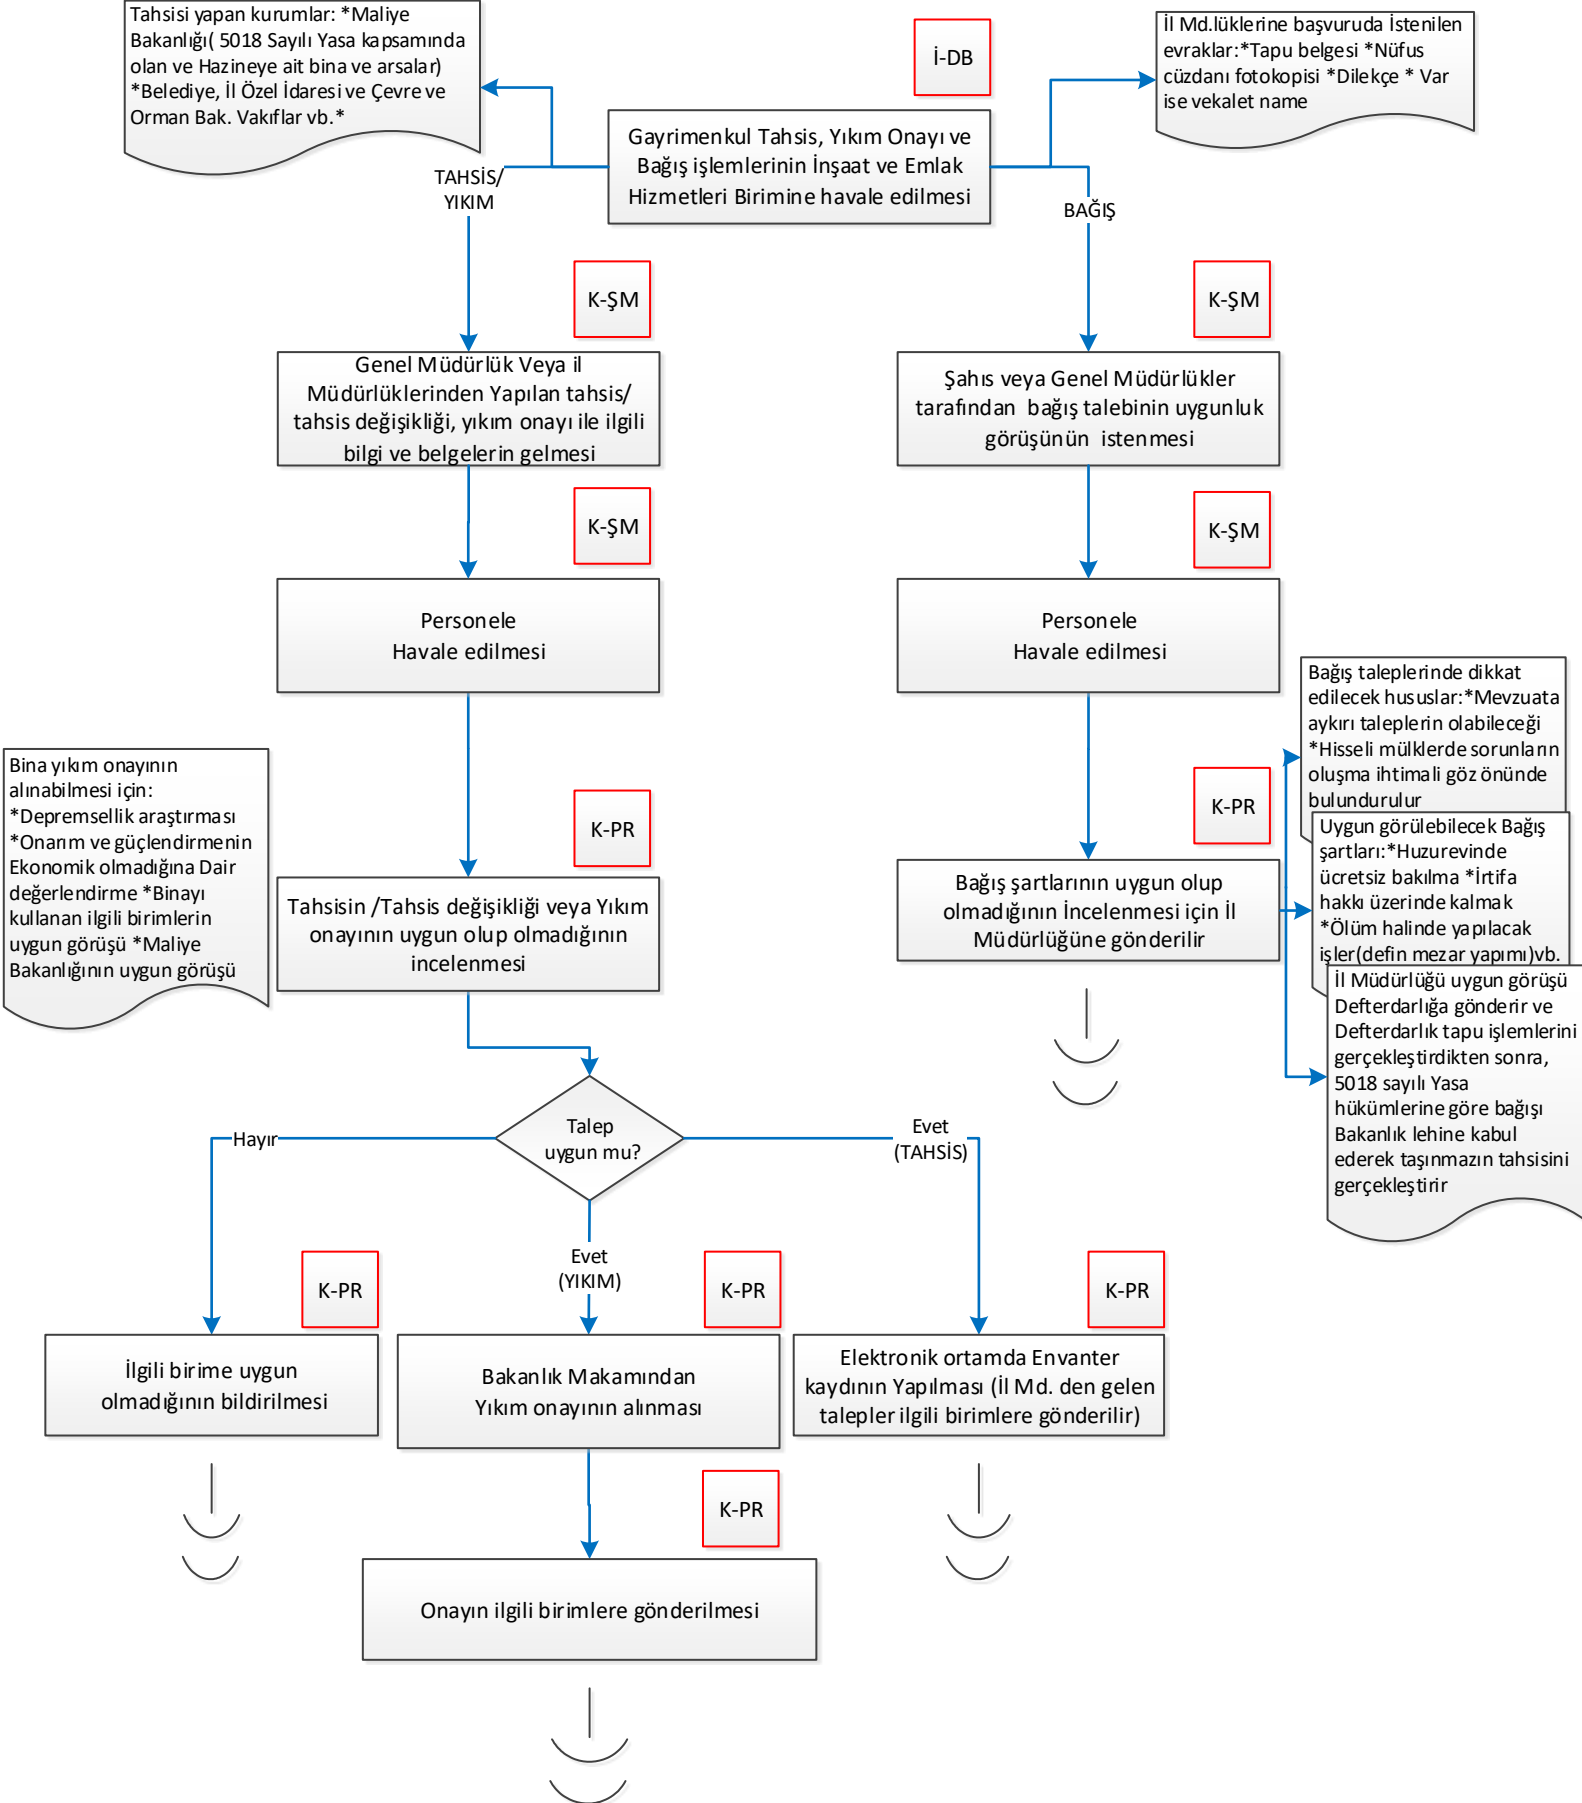 Tahsisi yapan kurumlar: *Maliye
Bakanlığı( 5018 Sayılı Yasa kapsamında
olan ve Hazineye ait bina ve arsalar)
*Belediye, İl Özel İdaresi ve Çevre ve
Orman Bak. Vakıflar vb.*
İ-DB
İl Md.lüklerine başvuruda İstenilen
evraklar:*Tapu belgesi *Nüfus
cüzdanı fotokopisi *Dilekçe * Var
ise vekalet name
Gayrimenkul Tahsis, Yıkım Onayı ve
Bağış işlemlerinin İnşaat ve Emlak
Hizmetleri Birimine havale edilmesi
TAHSİS/
YIKIM
BAĞIŞ
K-ŞM
K-ŞM
Genel Müdürlük Veya il
Müdürlüklerinden Yapılan tahsis/
tahsis değişikliği, yıkım onayı ile ilgili
bilgi ve belgelerin gelmesi
Şahıs veya Genel Müdürlükler
tarafından bağış talebinin uygunluk
görüşünün istenmesi
K-ŞM
K-ŞM
Personele
Havale edilmesi
Personele
Havale edilmesi
Bağış taleplerinde dikkat
edilecek hususlar:*Mevzuata
aykırı taleplerin olabileceği
*Hisseli mülklerde sorunların
oluşma ihtimali göz önünde
bulundurulur
Bina yıkım onayının
alınabilmesi için:
*Depremsellik araştırması
*Onarım ve güçlendirmenin
Ekonomik olmadığına Dair
değerlendirme *Binayı
kullanan ilgili birimlerin
uygun görüşü *Maliye
Bakanlığının uygun görüşü
K-PR
K-PR
Uygun görülebilecek Bağış
şartları:*Huzurevinde
ücretsiz bakılma *İrtifa
hakkı üzerinde kalmak
*Ölüm halinde yapılacak
işler(defin mezar yapımı)vb.
Tahsisin /Tahsis değişikliği veya Yıkım
onayının uygun olup olmadığının
incelenmesi
Bağış şartlarının uygun olup
olmadığının İncelenmesi için İl
Müdürlüğüne gönderilir
İl Müdürlüğü uygun görüşü
Defterdarlığa gönderir ve
Defterdarlık tapu işlemlerini
gerçekleştirdikten sonra,
5018 sayılı Yasa
hükümlerine göre bağışı
Bakanlık lehine kabul
ederek taşınmazın tahsisini
gerçekleştirir
Talep
uygun mu?
Hayır
Evet
(TAHSİS)
Evet
(YIKIM)
K-PR
K-PR
K-PR
İlgili birime uygun
olmadığının bildirilmesi
Bakanlık Makamından
Yıkım onayının alınması
Elektronik ortamda Envanter
kaydının Yapılması (İl Md. den gelen
talepler ilgili birimlere gönderilir)
K-PR
Onayın ilgili birimlere gönderilmesi